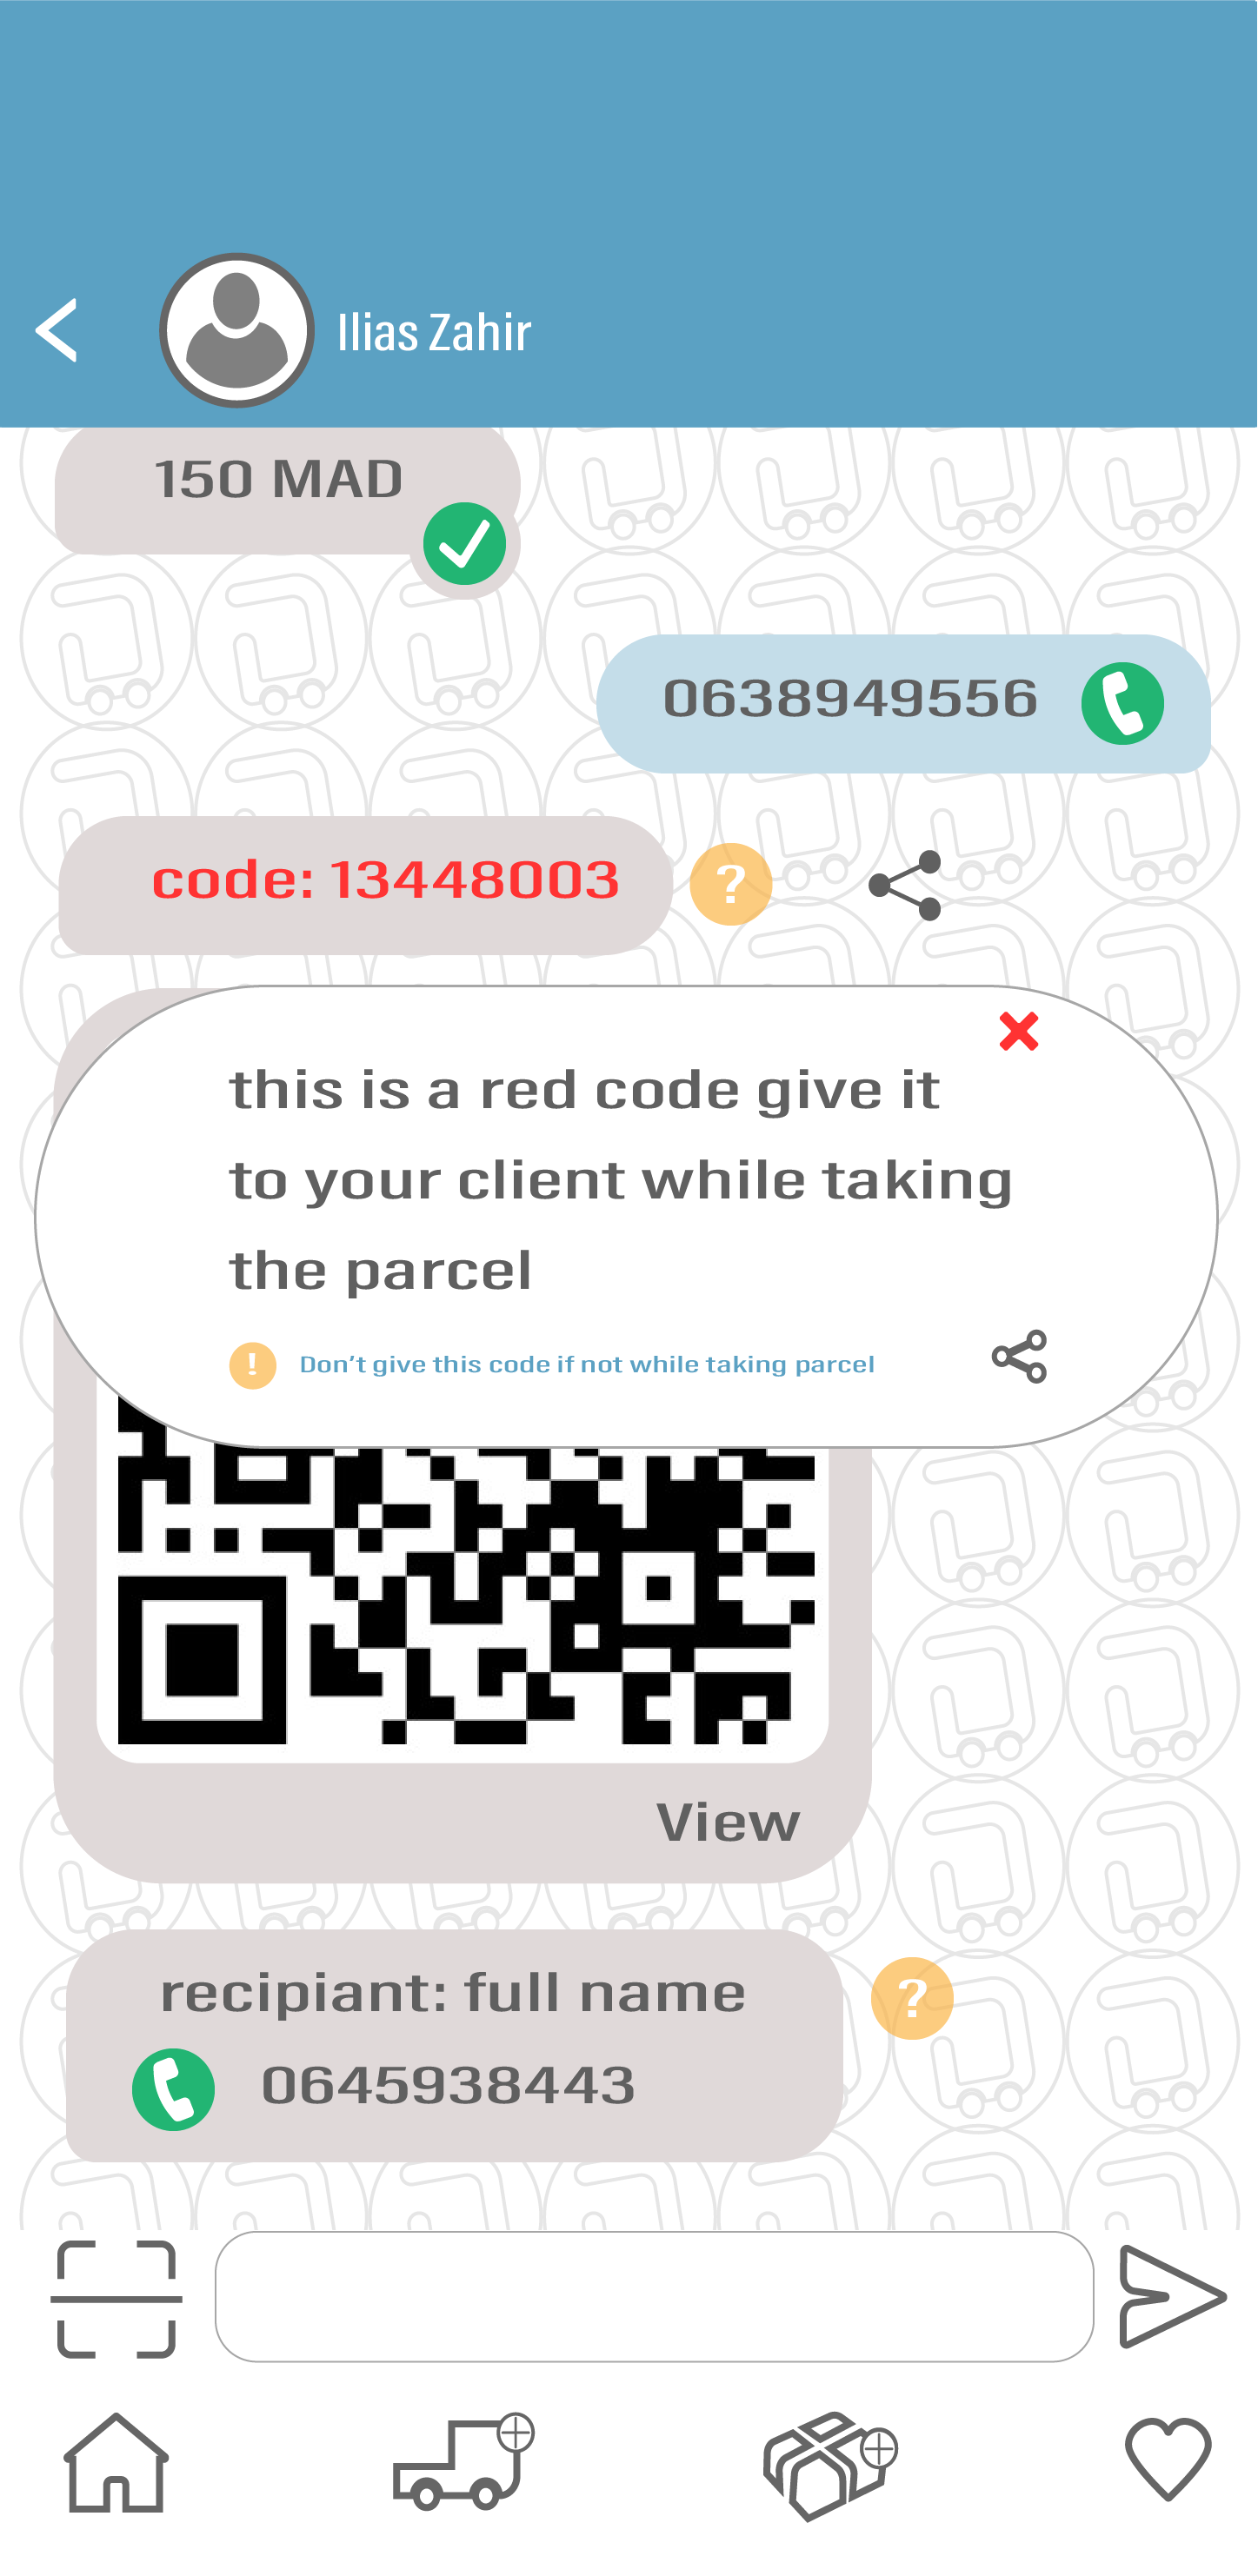 Ilias Zahir
150 MAD
0638949556
code: 13448003
?
this is a red code give it
to your client while taking
the parcel
! Don't give this code if not while taking parcel
View
recipiant: full name
?
0645938443